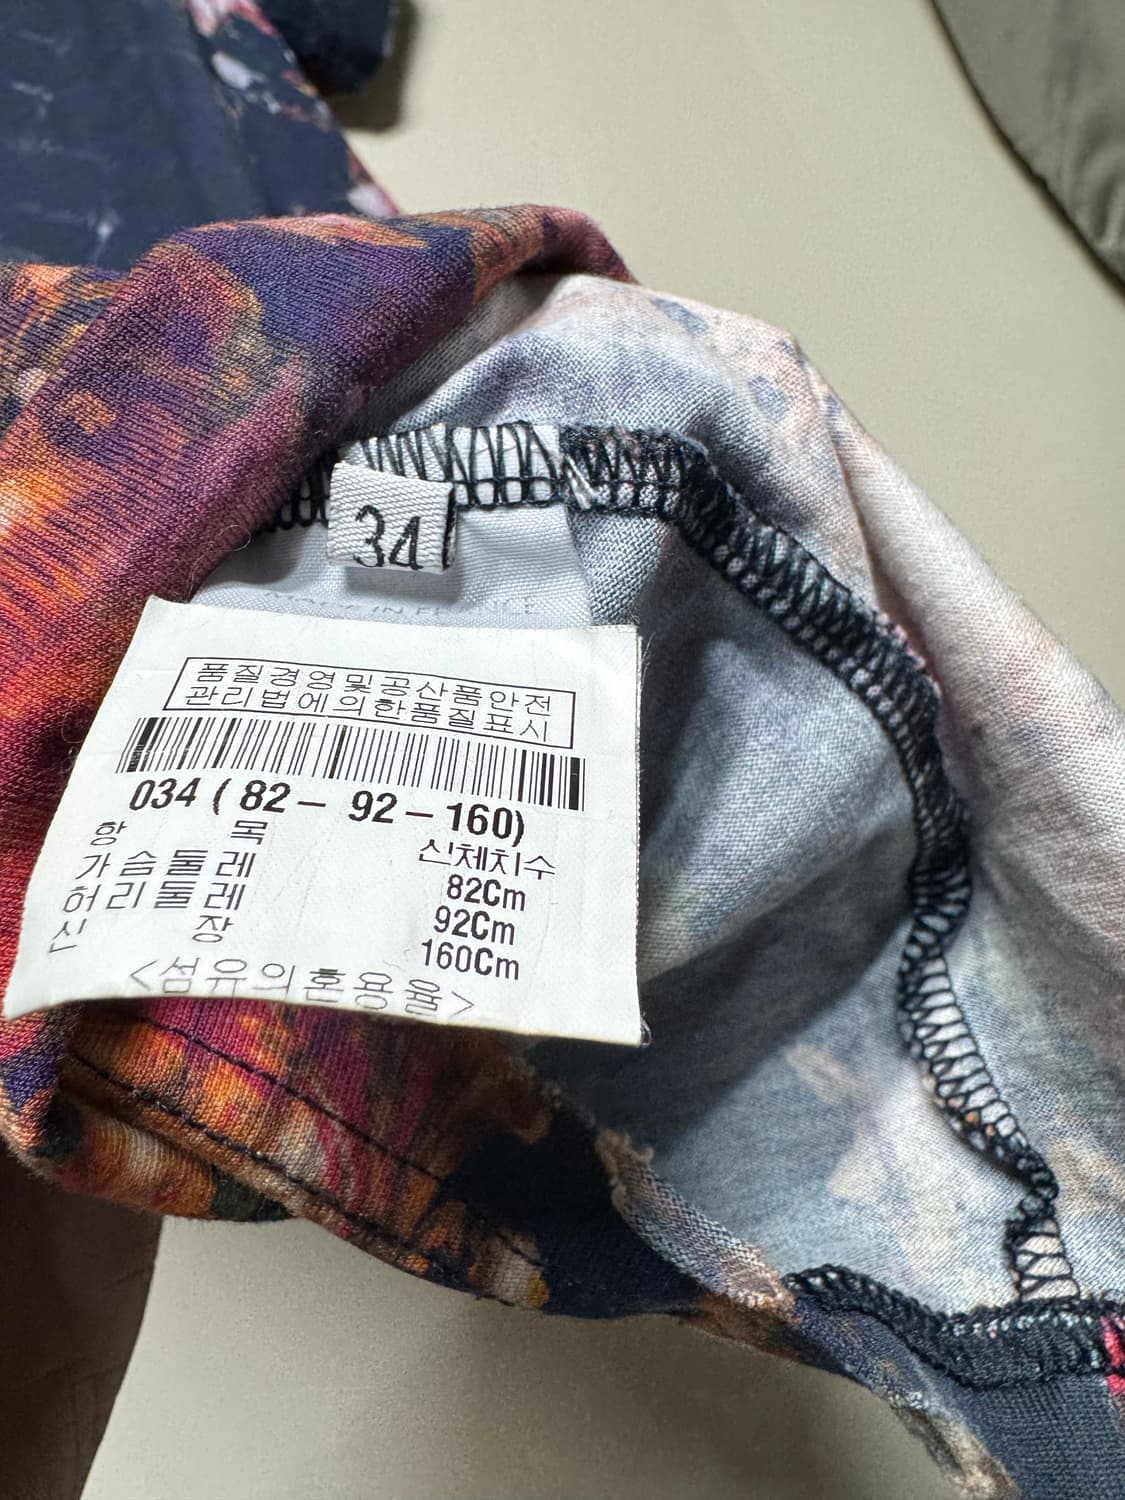 34
MADE IN FRANCE
품질경영및공산품안전
관리법에의한품질표시
034 ( 82 – 92 – 160)
항 목 신체치수
가슴둘레 82Cm
허리둘레 92Cm
신 장 160Cm
<섬유의혼용율>